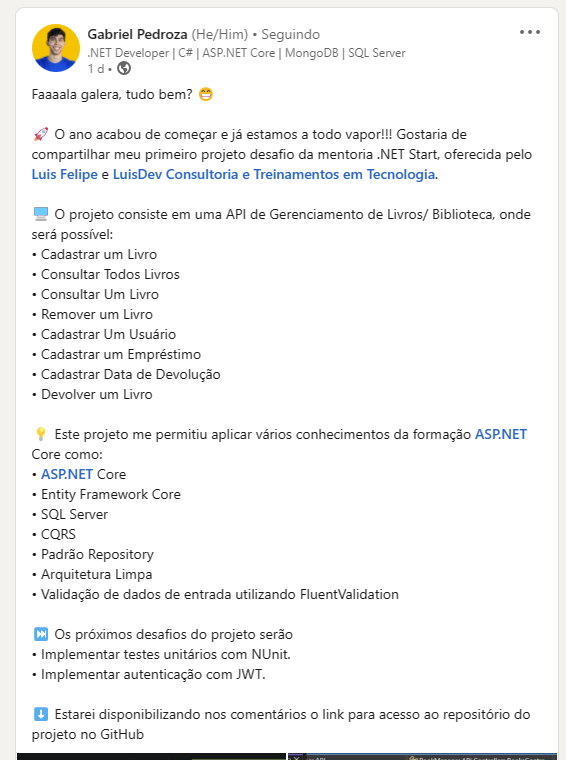 Gabriel Pedroza (He/Him) • Seguindo
.NET Developer | C# | ASP.NET Core | MongoDB | SQL Server
1 d •
Faaaala galera, tudo bem? 😁
🚀 O ano acabou de começar e já estamos a todo vapor!!! Gostaria de
compartilhar meu primeiro projeto desafio da mentoria .NET Start, oferecida pelo
Luis Felipe e LuisDev Consultoria e Treinamentos em Tecnologia.
🖥️ O projeto consiste em uma API de Gerenciamento de Livros/ Biblioteca, onde
será possível:
• Cadastrar um Livro
• Consultar Todos Livros
• Consultar Um Livro
• Remover um Livro
• Cadastrar Um Usuário
• Cadastrar um Empréstimo
• Cadastrar Data de Devolução
• Devolver um Livro
💡 Este projeto me permitiu aplicar vários conhecimentos da formação ASP.NET
Core como:
• ASP.NET Core
• Entity Framework Core
• SQL Server
• CQRS
• Padrão Repository
• Arquitetura Limpa
• Validação de dados de entrada utilizando FluentValidation
⏭️ Os próximos desafios do projeto serão
• Implementar testes unitários com NUnit.
• Implementar autenticação com JWT.
⬇️ Estarei disponibilizando nos comentários o link para acesso ao repositório do
projeto no GitHub